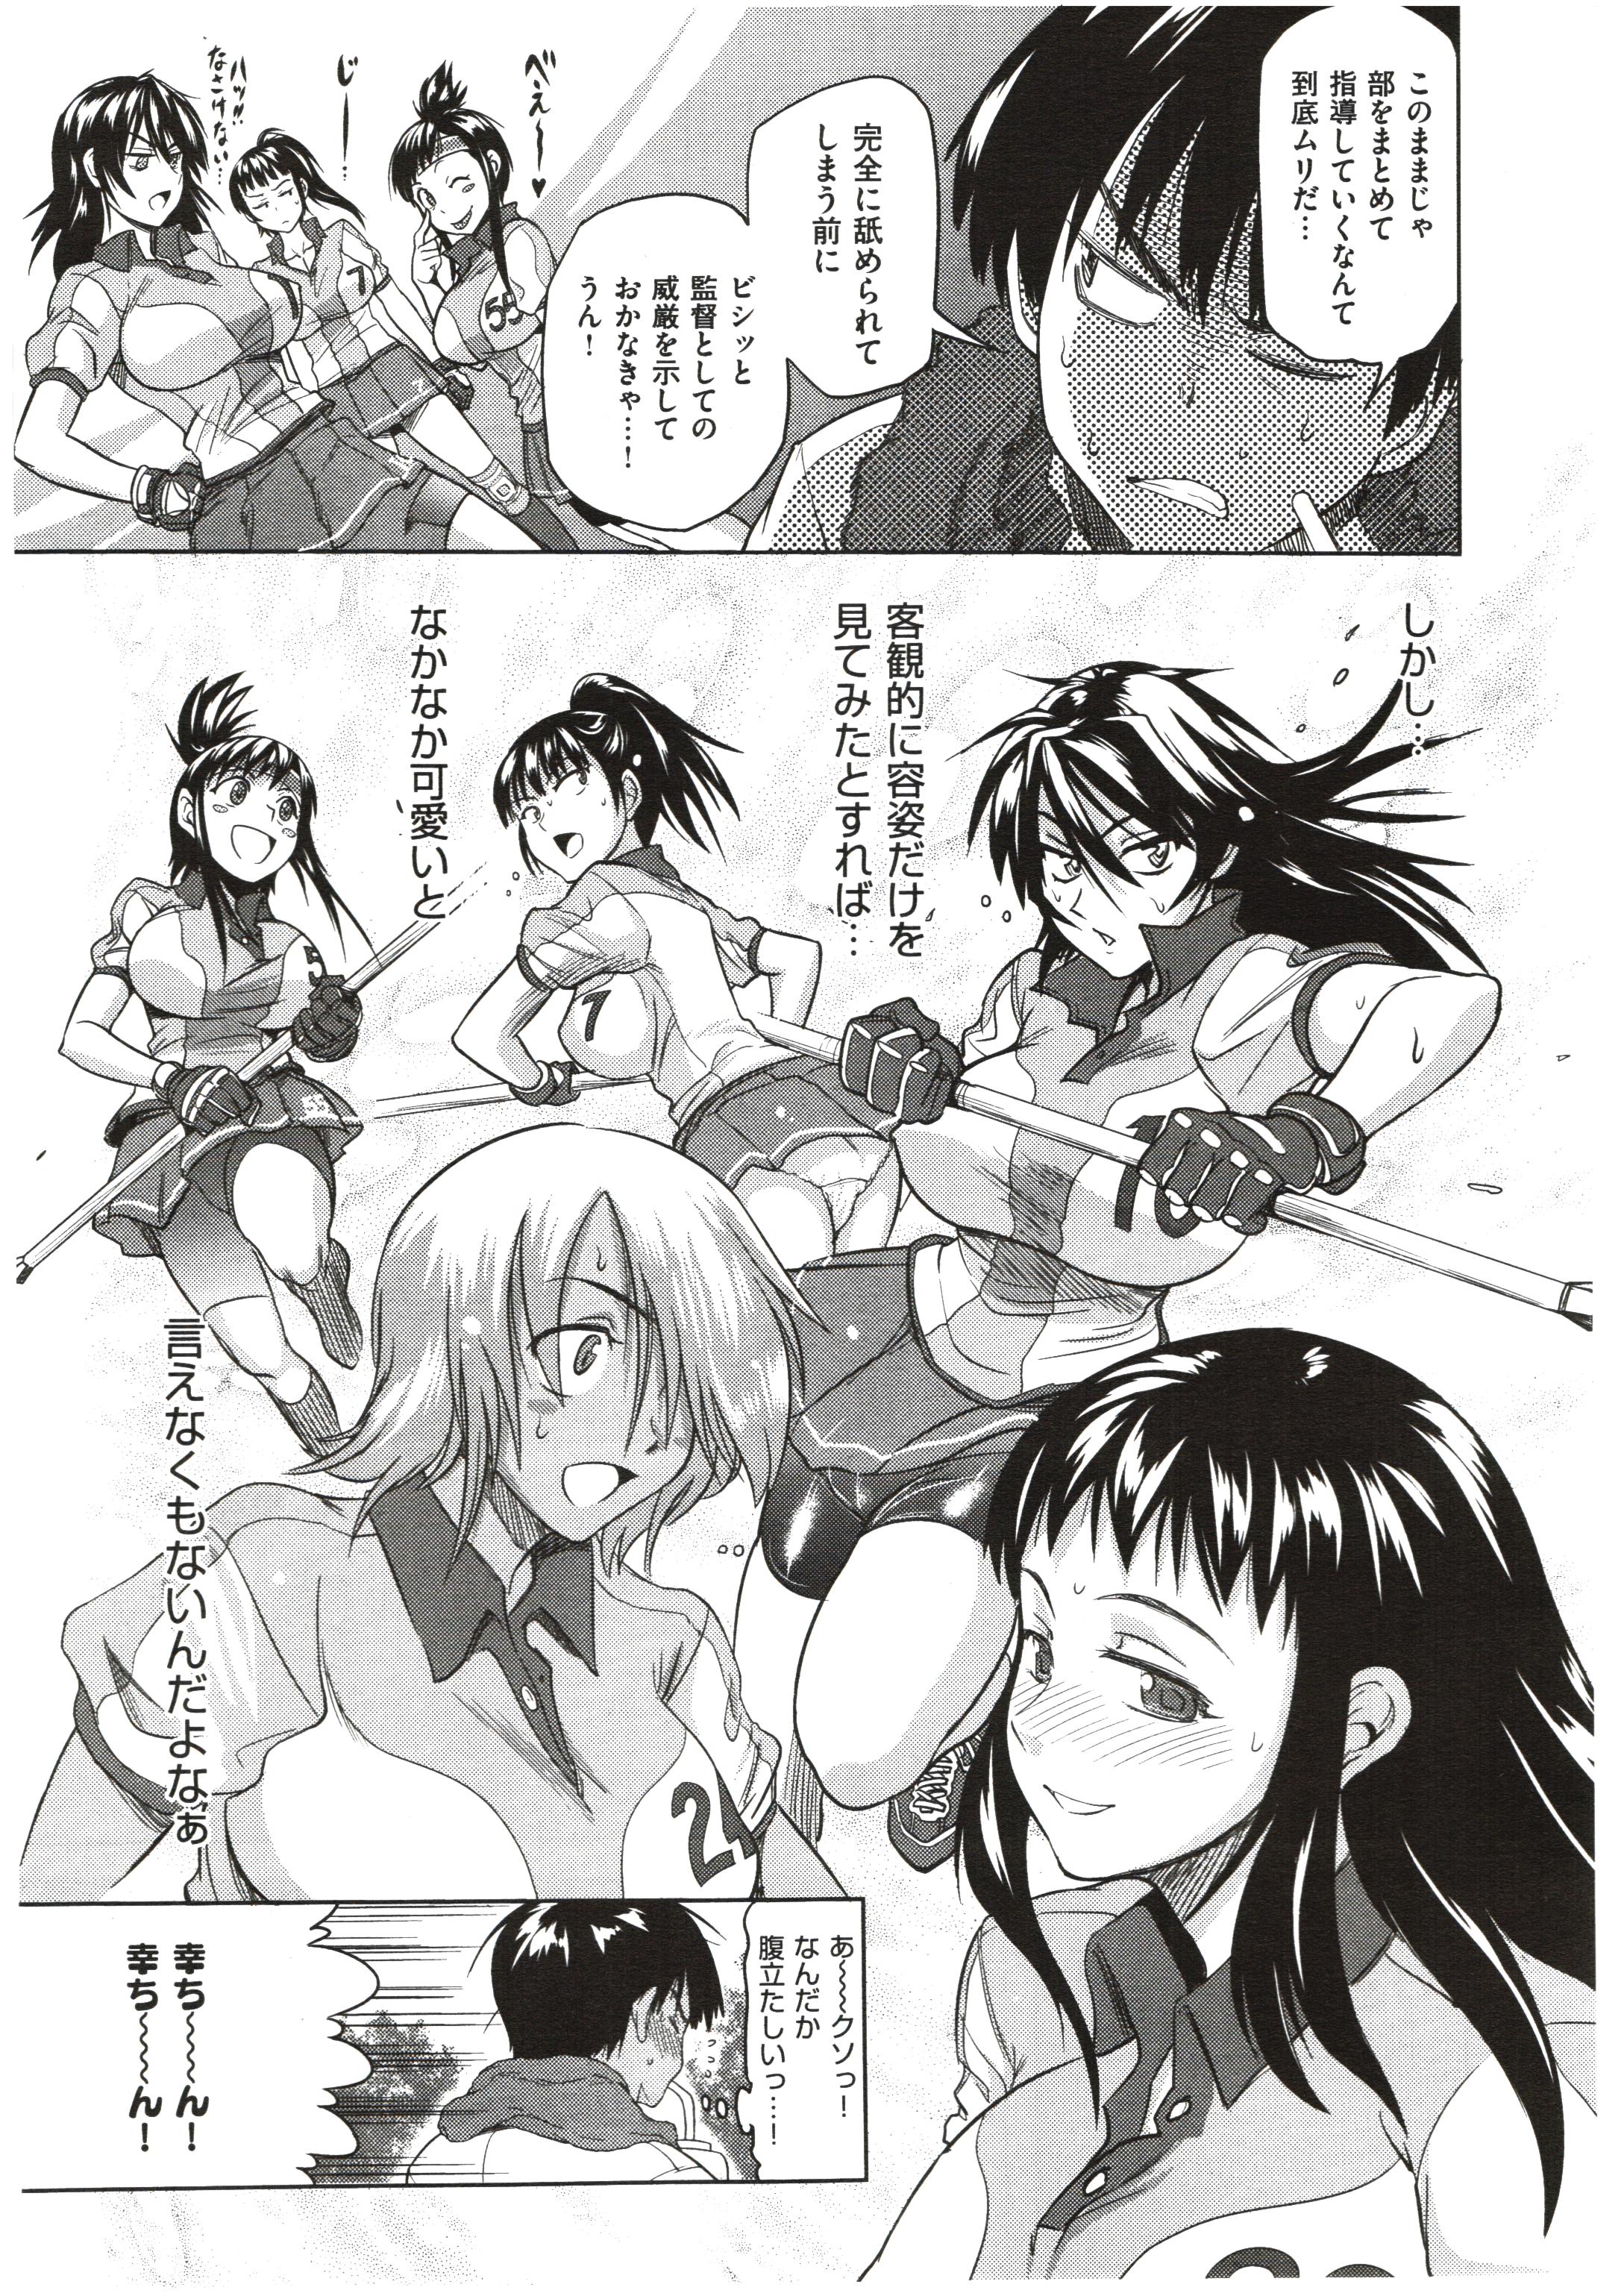 このままじゃ
部をまとめて
指導していくなんて
到底ムリだ…
完全に舐められて
しまう前に
ビシッと
監督としての
威厳を示して
おかなきゃ…！
うん！
べぇ〜♥
じー
ハッ!!
なさけない…
7
55
しかし…
客観的に容姿だけを
見てみたとすれば…
なかなか可愛いと
言えなくもないんだよなぁ
1
5
7
10
2
あ〜〜〜クソっ！
なんだか
腹立たしいっ…！
幸ち〜〜〜ん！
幸ち〜〜〜ん！